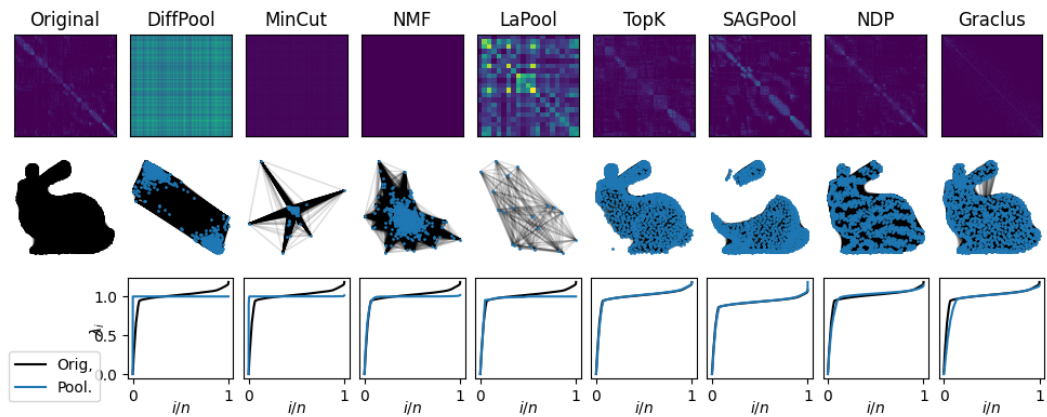 Original DiffPool MinCut NMF LaPool TopK SAGPool NDP Graclus
1.0
λi
0.5
0.0
Orig,
Pool.
0 1 0 1 0 1 0 1 0 1 0 1 0 1 0 1
i/n i/n i/n i/n i/n i/n i/n i/n